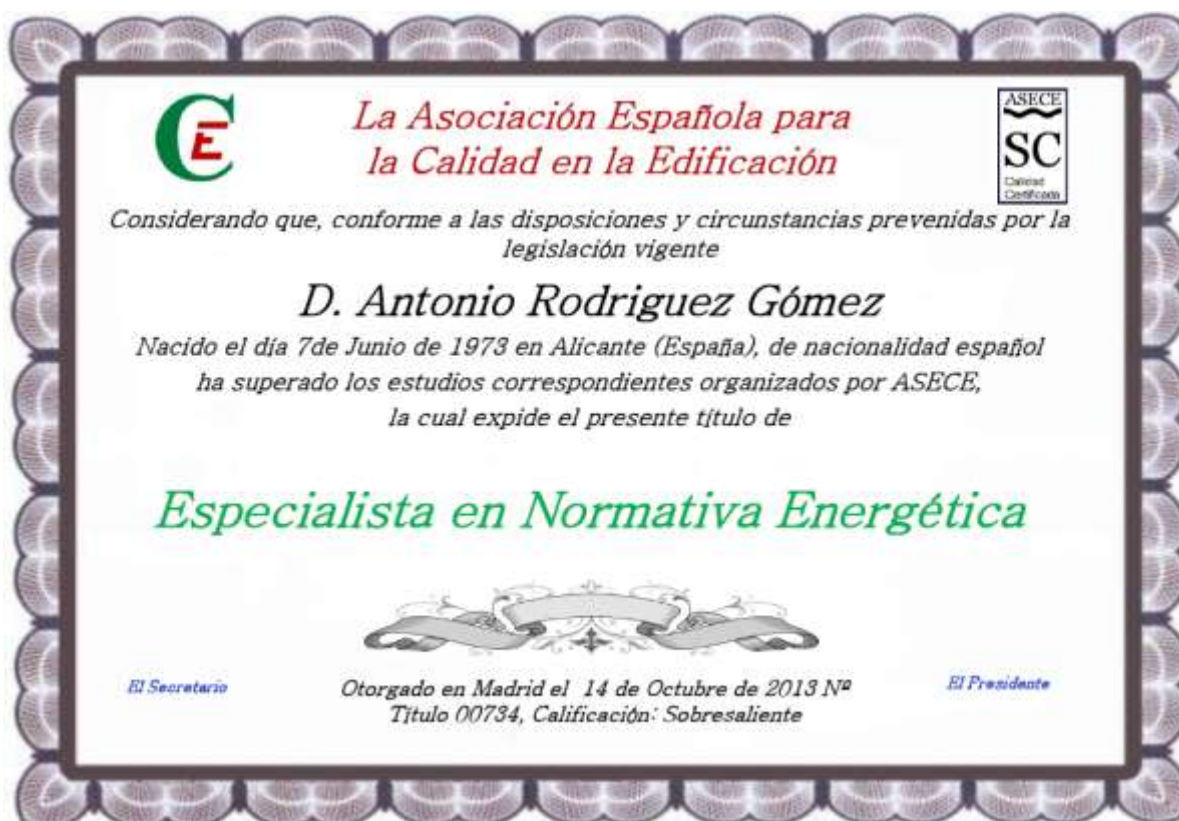 CE
La Asociación Española para
la Calidad en la Edificación
ASECE
SC
Calidad
Certificada
Considerando que, conforme a las disposiciones y circunstancias prevenidas por la
legislación vigente
D. Antonio Rodriguez Gómez
Nacido el día 7de Junio de 1973 en Alicante (España), de nacionalidad español
ha superado los estudios correspondientes organizados por ASECE,
la cual expide el presente título de
Especialista en Normativa Energética
El Secretario
Otorgado en Madrid el 14 de Octubre de 2013 Nº
Título 00734, Calificación: Sobresaliente
El Presidente